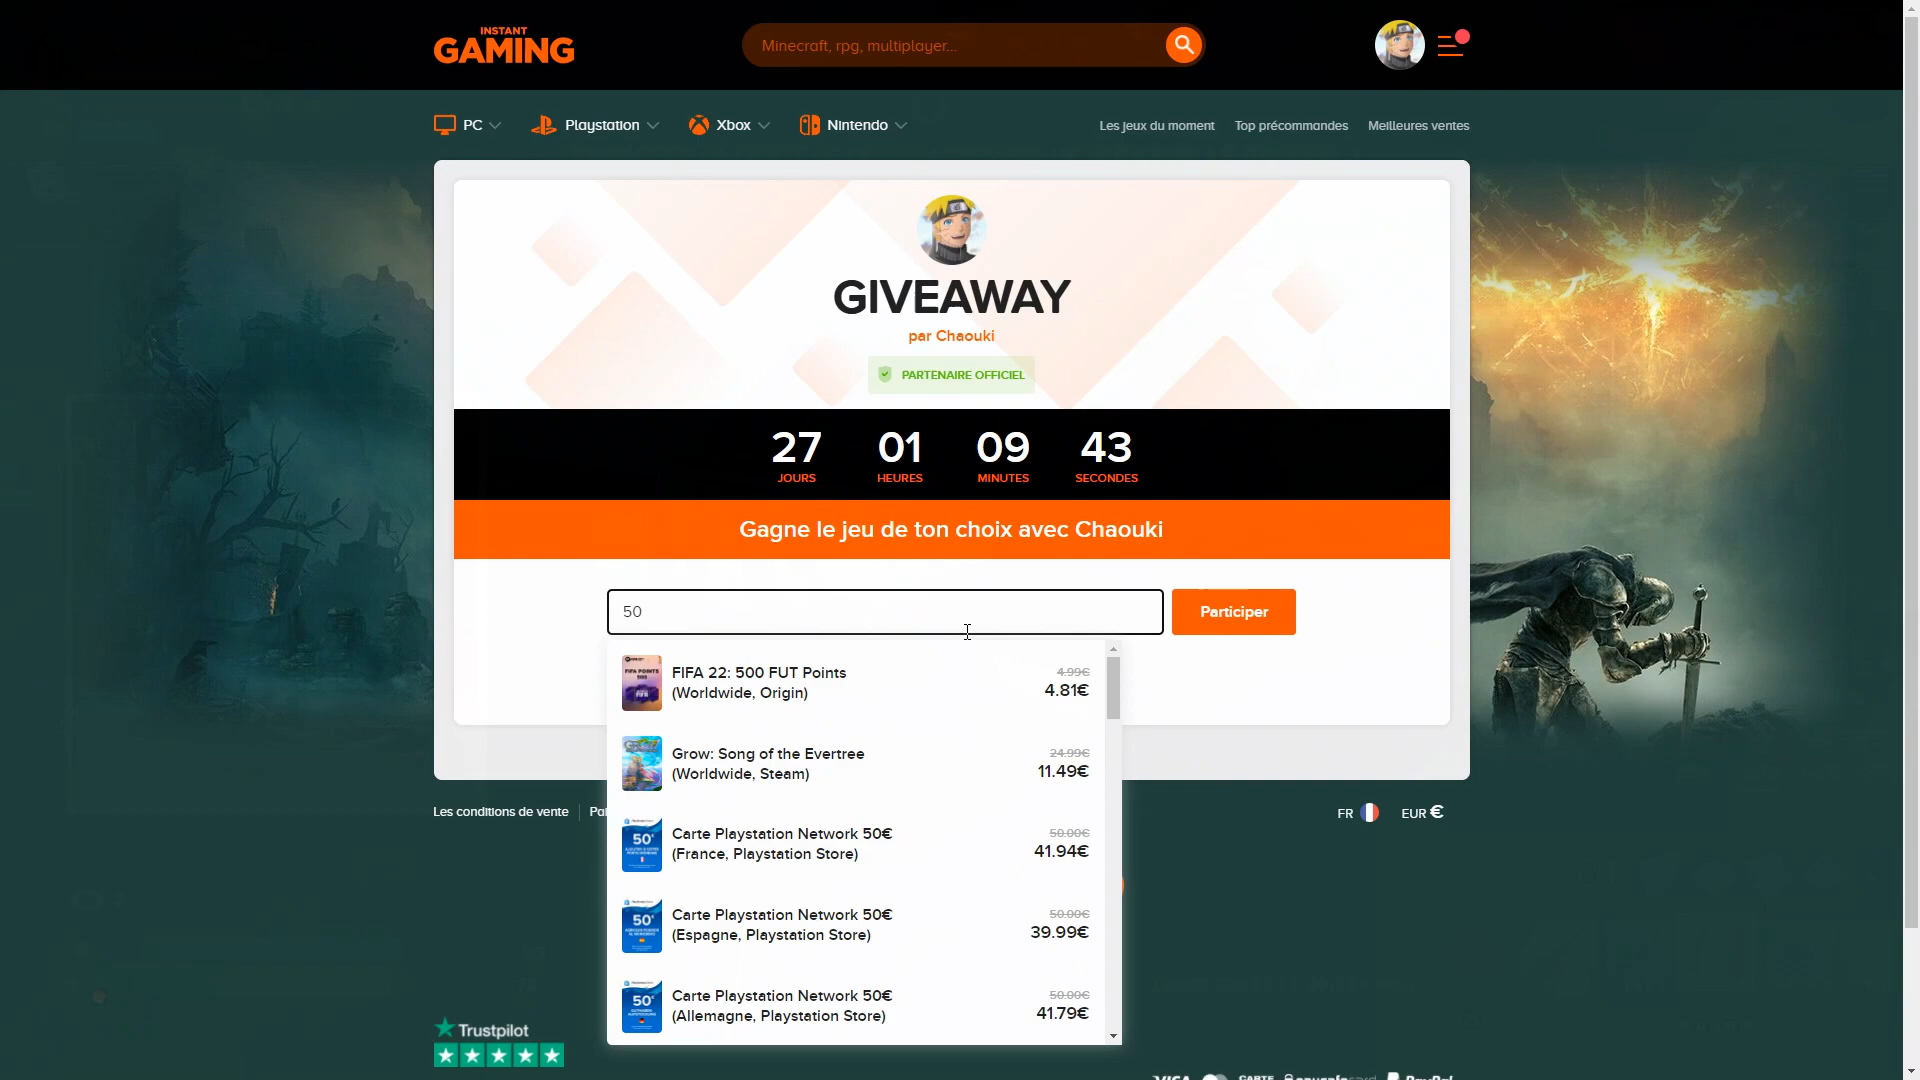 INSTANT
GAMING
Minecraft, rpg, multiplayer...
PC
Playstation
Xbox
Nintendo
Les jeux du moment
Top précommandes
Meilleures ventes
GIVEAWAY
par Chaouki
PARTENAIRE OFFICIEL
27 01 09 43
JOURS HEURES MINUTES SECONDES
Gagne le jeu de ton choix avec Chaouki
50
Participer
FIFA 22: 500 FUT Points
(Worldwide, Origin)
4.99€
4.81€
Grow: Song of the Evertree
(Worldwide, Steam)
24.99€
11.49€
Carte Playstation Network 50€
(France, Playstation Store)
50.00€
41.94€
Carte Playstation Network 50€
(Espagne, Playstation Store)
50.00€
39.99€
Carte Playstation Network 50€
(Allemagne, Playstation Store)
50.00€
41.79€
Les conditions de vente
FR
EUR €
Trustpilot